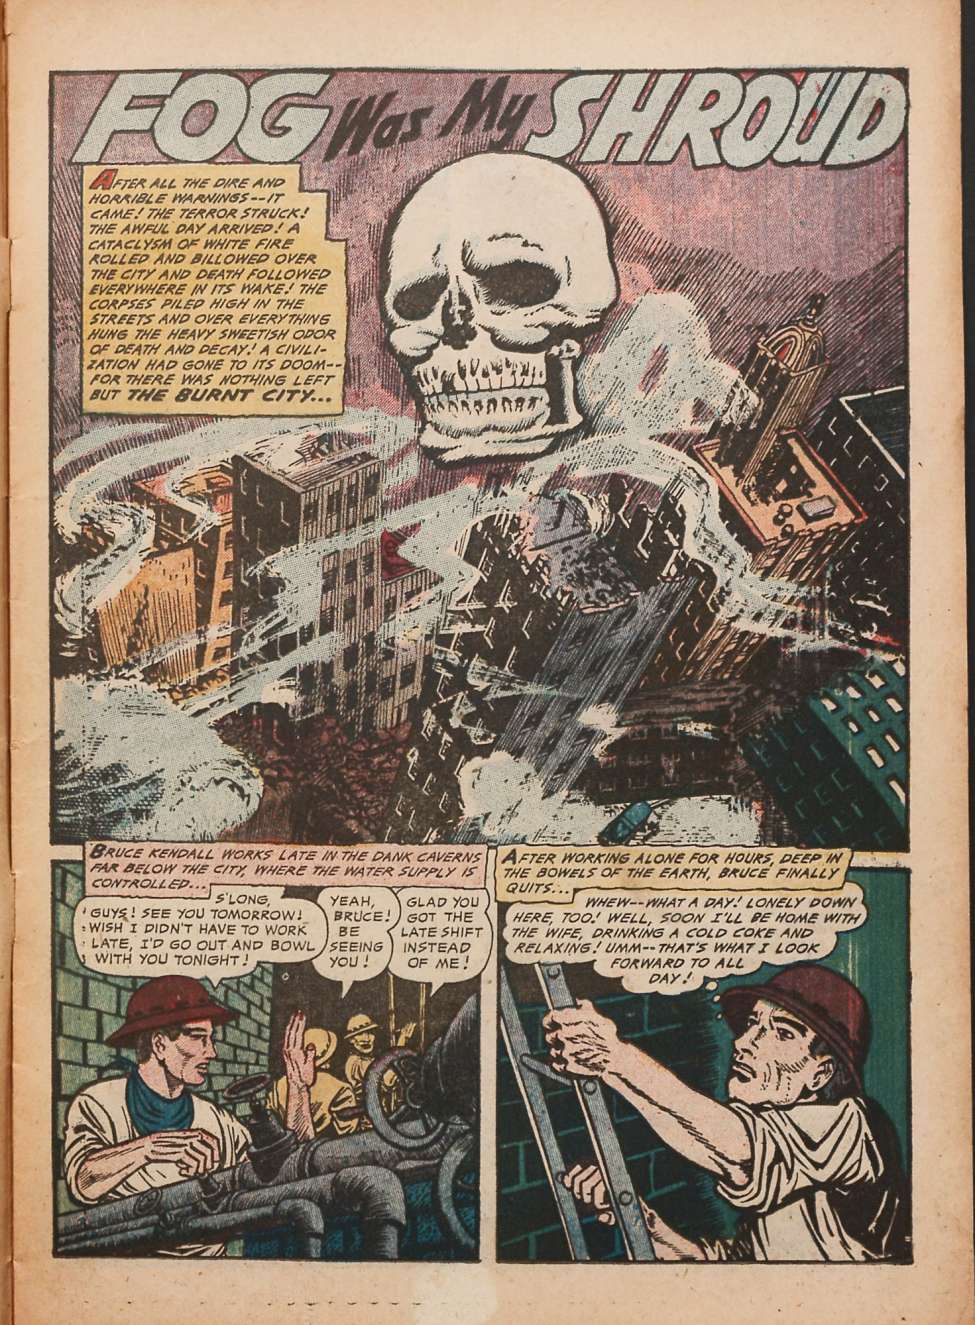 FOG Was My SHROUD
AFTER ALL THE DIRE AND
HORRIBLE WARNINGS--IT
CAME! THE TERROR STRUCK!
THE AWFUL DAY ARRIVED! A
CATACLYSM OF WHITE FIRE
ROLLED AND BILLOWED OVER
THE CITY AND DEATH FOLLOWED
EVERYWHERE IN ITS WAKE! THE
CORPSES PILED HIGH IN THE
STREETS AND OVER EVERYTHING
HUNG THE HEAVY SWEETISH ODOR
OF DEATH AND DECAY! A CIVILI-
ZATION HAD GONE TO ITS DOOM--
FOR THERE WAS NOTHING LEFT
BUT THE BURNT CITY...
BRUCE KENDALL WORKS LATE IN THE DANK CAVERNS
FAR BELOW THE CITY, WHERE THE WATER SUPPLY IS
CONTROLLED...
S'LONG,
GUYS! SEE YOU TOMORROW!
WISH I DIDN'T HAVE TO WORK
LATE, I'D GO OUT AND BOWL
WITH YOU TONIGHT!
YEAH,
BRUCE!
BE
SEEING
YOU!
GLAD YOU
GOT THE
LATE SHIFT
INSTEAD
OF ME!
AFTER WORKING ALONE FOR HOURS, DEEP IN
THE BOWELS OF THE EARTH, BRUCE FINALLY
QUITS...
WHEW--WHAT A DAY! LONELY DOWN
HERE, TOO! WELL, SOON I'LL BE HOME WITH
THE WIFE, DRINKING A COLD COKE AND
RELAXING! UMM--THAT'S WHAT I LOOK
FORWARD TO ALL
DAY!